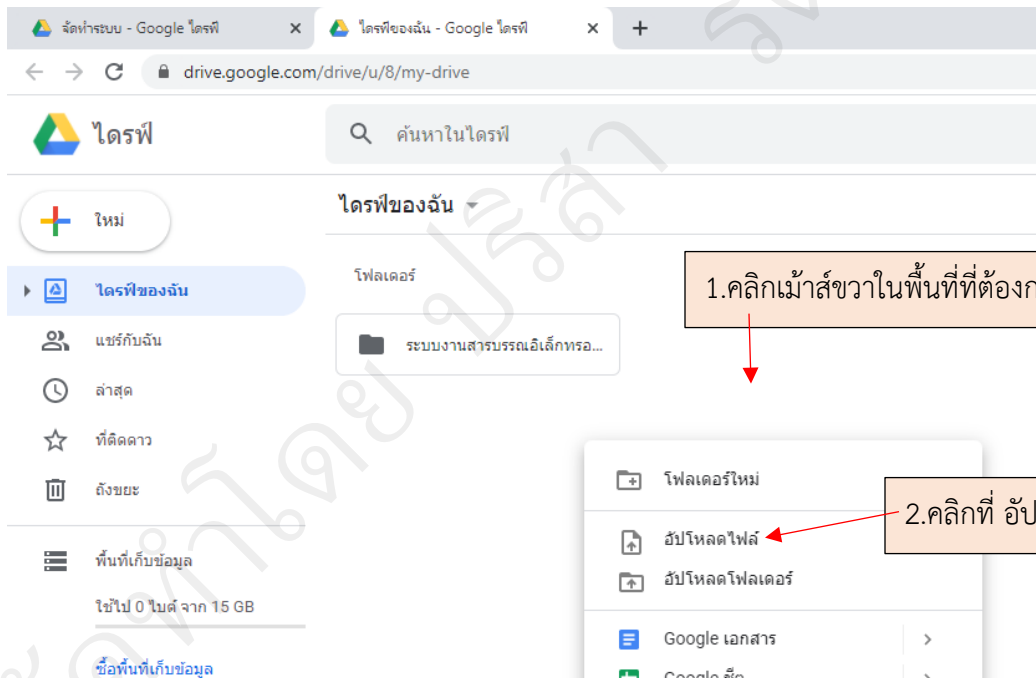 จัดทำระบบ - Google ไดรฟ์
ไดรฟ์ของฉัน - Google ไดรฟ์
drive.google.com/drive/u/8/my-drive
ไดรฟ์
ค้นหาในไดรฟ์
ใหม่
ไดรฟ์ของฉัน
ไดรฟ์ของฉัน
โฟลเดอร์
1.คลิกเม้าส์ขวาในพื้นที่ที่ต้องก
แชร์กับฉัน
ระบบงานสารบรรณอิเล็กทรอ...
ล่าสุด
ที่ติดดาว
ถังขยะ
โฟลเดอร์ใหม่
2.คลิกที่ อัป
อัปโหลดไฟล์
พื้นที่เก็บข้อมูล
อัปโหลดโฟลเดอร์
ใช้ไป 0 ไบต์ จาก 15 GB
Google เอกสาร
ซื้อพื้นที่เก็บข้อมูล
Google ชีต
โดย ปริสา